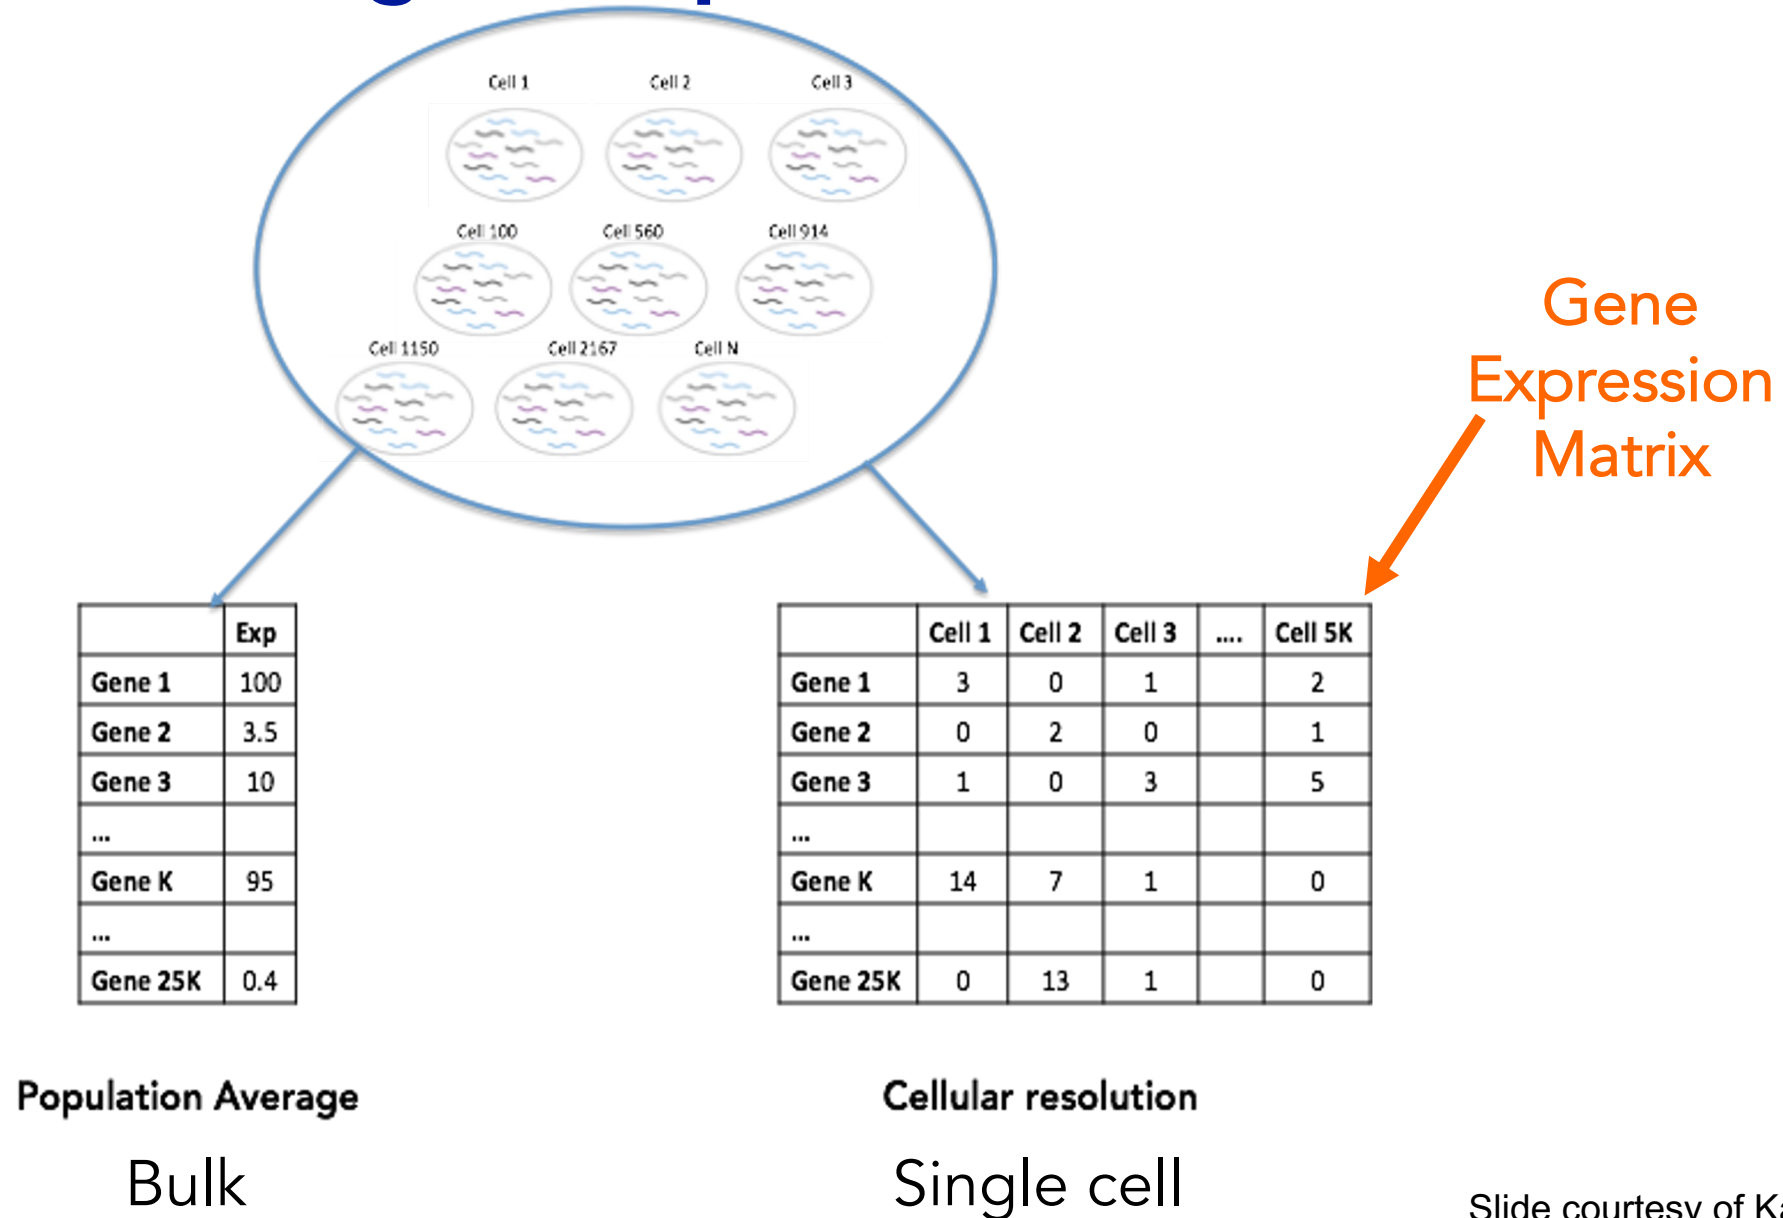 Cell 1 Cell 2 Cell 3
Cell 100 Cell 560 Cell 914
Cell 1150 Cell 2167 Cell N
Gene
Expression
Matrix
Exp
Gene 1 100
Gene 2 3.5
Gene 3 10
...
Gene K 95
...
Gene 25K 0.4
Cell 1 Cell 2 Cell 3 .... Cell 5K
Gene 1 3 0 1 2
Gene 2 0 2 0 1
Gene 3 1 0 3 5
...
Gene K 14 7 1 0
...
Gene 25K 0 13 1 0
Population Average
Bulk
Cellular resolution
Single cell
Slide courtesy of